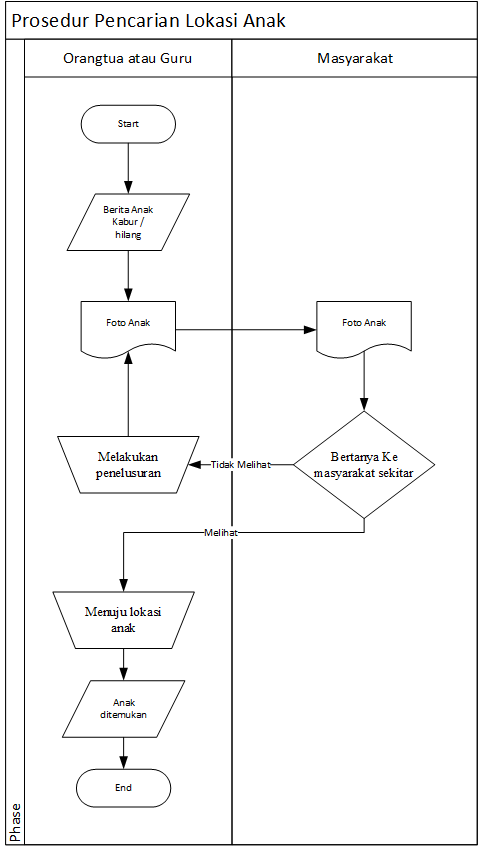 Prosedur Pencarian Lokasi Anak
Orangtua atau Guru
Masyarakat
Start
Berita Anak
Kabur /
hilang
Foto Anak
Foto Anak
Melakukan
penelusuran
Tidak Melihat
Bertanya Ke
masyarakat sekitar
Melihat
Menuju lokasi
anak
Anak
ditemukan
End
Phase